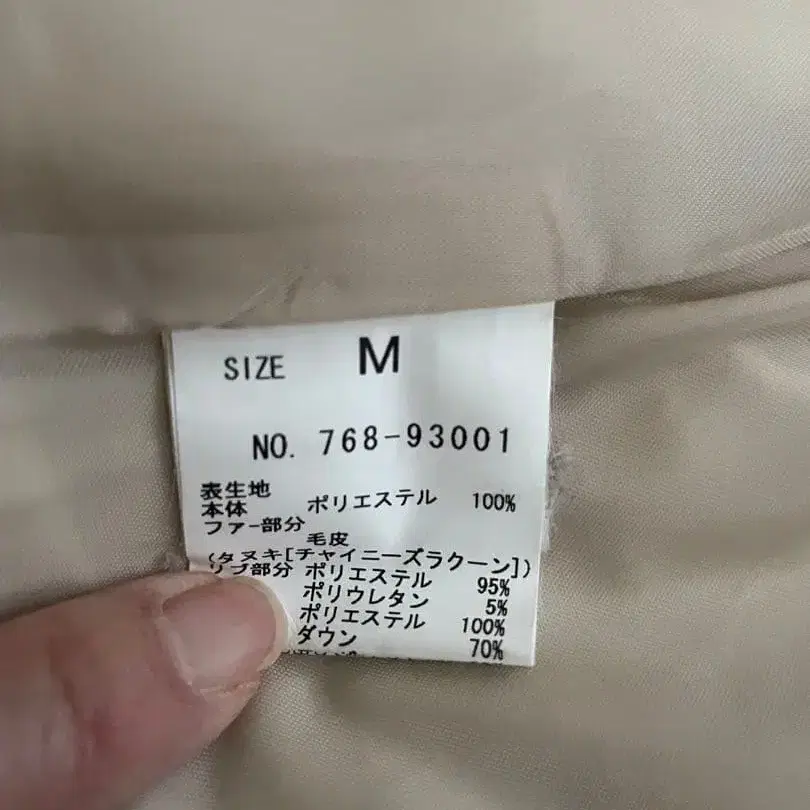 SIZE M
NO. 768-93001
表生地
本体 ポリエステル 100%
ファー部分
毛皮
(タヌキ[チャイニーズラクーン])
リブ部分 ポリエステル 95%
ポリウレタン 5%
ポリエステル 100%
ダウン 70%